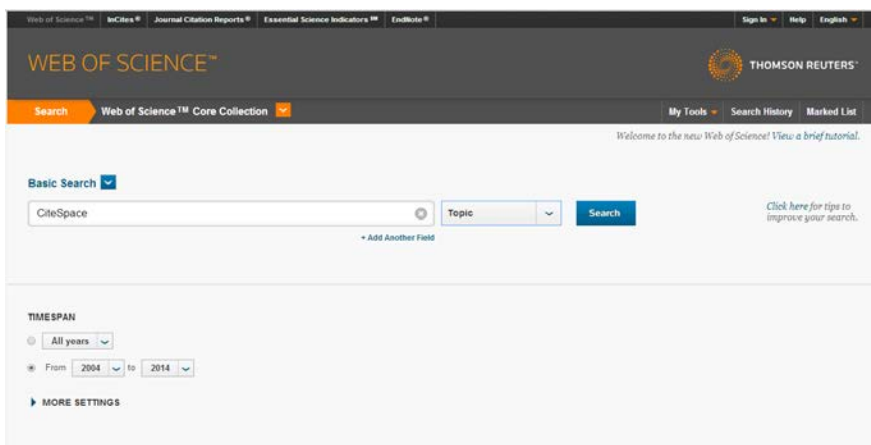 Web of Science™ InCites® Journal Citation Reports® Essential Science Indicators℠ EndNote® Sign In Help English
WEB OF SCIENCE™ THOMSON REUTERS™
Search Web of Science™ Core Collection My Tools Search History Marked List
Welcome to the new Web of Science! View a brief tutorial.
Basic Search
CiteSpace Topic Search Click here for tips to
improve your search.
+ Add Another Field
TIMESPAN
All years
From 2004 to 2014
MORE SETTINGS